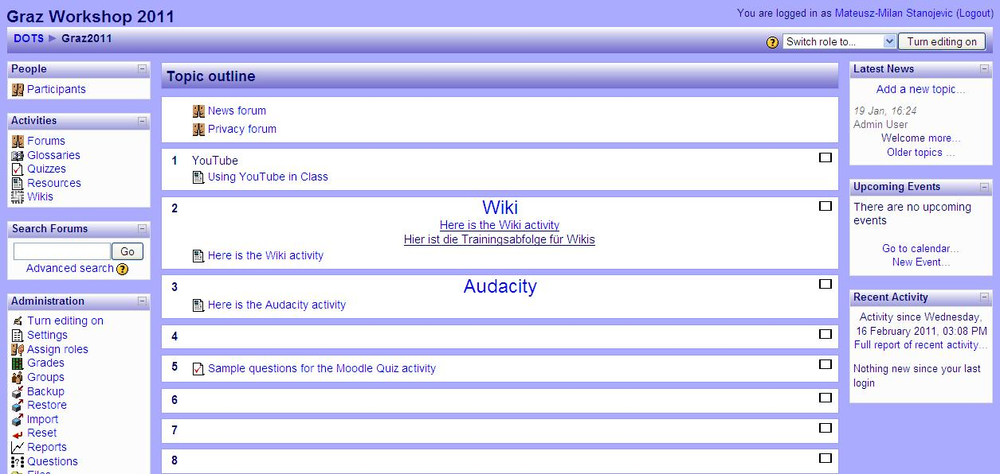 Graz Workshop 2011
You are logged in as Mateusz-Milan Stanojevic (Logout)
DOTS ► Graz2011
Switch role to...
Turn editing on
People
Participants
Activities
Forums
Glossaries
Quizzes
Resources
Wikis
Search Forums
Go
Advanced search
Administration
Turn editing on
Settings
Assign roles
Grades
Groups
Backup
Restore
Import
Reset
Reports
Questions
Files
Topic outline
News forum
Privacy forum
1 YouTube
Using YouTube in Class
2 Wiki
Here is the Wiki activity
Hier ist die Trainingsabfolge für Wikis
Here is the Wiki activity
3 Audacity
Here is the Audacity activity
4
5 Sample questions for the Moodle Quiz activity
6
7
8
Latest News
Add a new topic...
19 Jan, 16:24
Admin User
Welcome more...
Older topics ...
Upcoming Events
There are no upcoming
events
Go to calendar...
New Event...
Recent Activity
Activity since Wednesday,
16 February 2011, 03:08 PM
Full report of recent activity...
Nothing new since your last
login